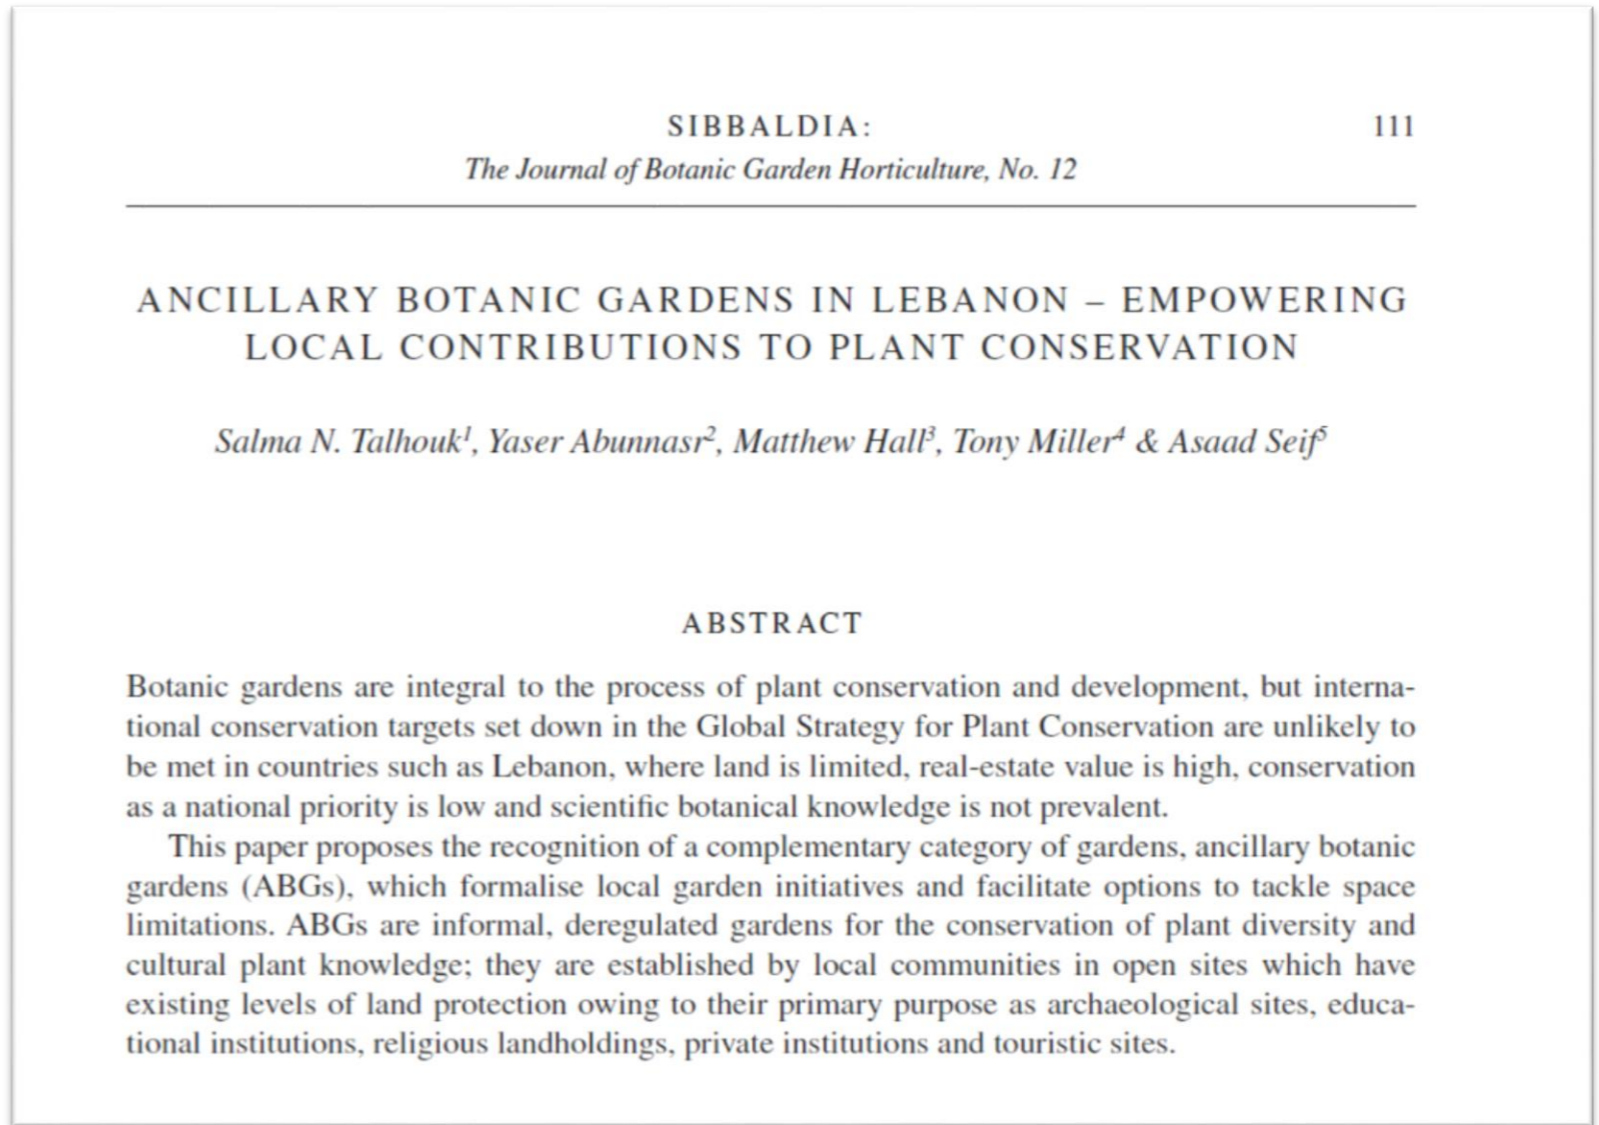 SIBBALDIA: 111
The Journal of Botanic Garden Horticulture, No. 12
ANCILLARY BOTANIC GARDENS IN LEBANON – EMPOWERING
LOCAL CONTRIBUTIONS TO PLANT CONSERVATION
Salma N. Talhouk¹, Yaser Abunnasr², Matthew Hall³, Tony Miller⁴ & Asaad Seif⁵
ABSTRACT
Botanic gardens are integral to the process of plant conservation and development, but interna-
tional conservation targets set down in the Global Strategy for Plant Conservation are unlikely to
be met in countries such as Lebanon, where land is limited, real-estate value is high, conservation
as a national priority is low and scientific botanical knowledge is not prevalent.
This paper proposes the recognition of a complementary category of gardens, ancillary botanic
gardens (ABGs), which formalise local garden initiatives and facilitate options to tackle space
limitations. ABGs are informal, deregulated gardens for the conservation of plant diversity and
cultural plant knowledge; they are established by local communities in open sites which have
existing levels of land protection owing to their primary purpose as archaeological sites, educa-
tional institutions, religious landholdings, private institutions and touristic sites.